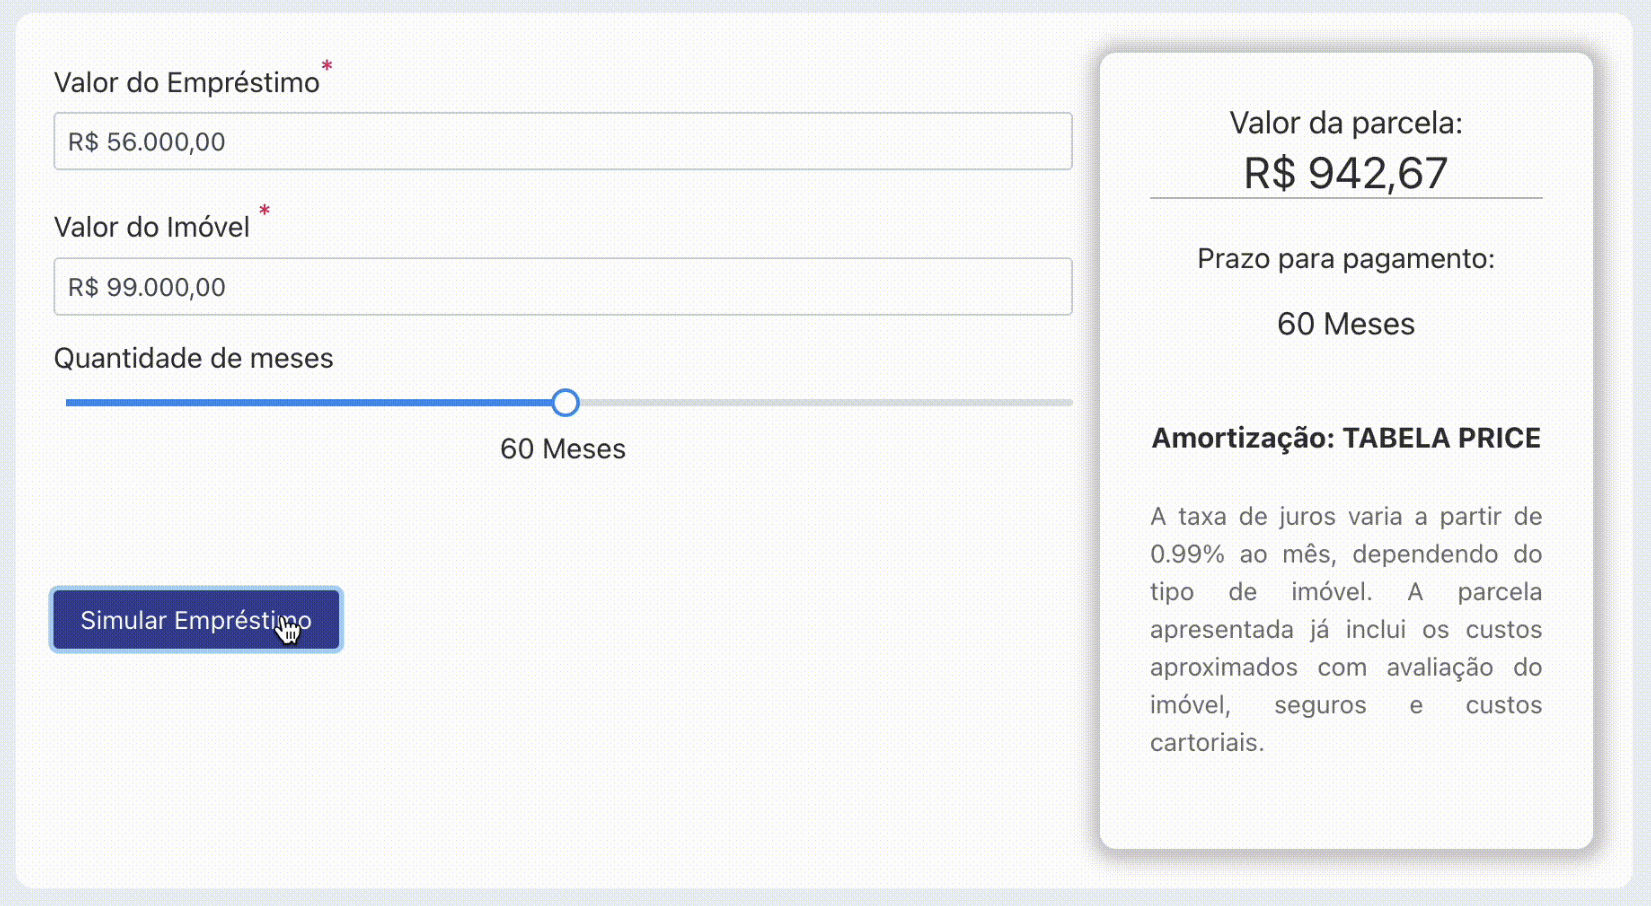 Valor do Empréstimo*
R$ 56.000,00
Valor do Imóvel *
R$ 99.000,00
Quantidade de meses
60 Meses
Simular Empréstimo
Valor da parcela:
R$ 942,67
Prazo para pagamento:
60 Meses
Amortização: TABELA PRICE
A taxa de juros varia a partir de
0.99% ao mês, dependendo do
tipo de imóvel. A parcela
apresentada já inclui os custos
aproximados com avaliação do
imóvel, seguros e custos
cartoriais.